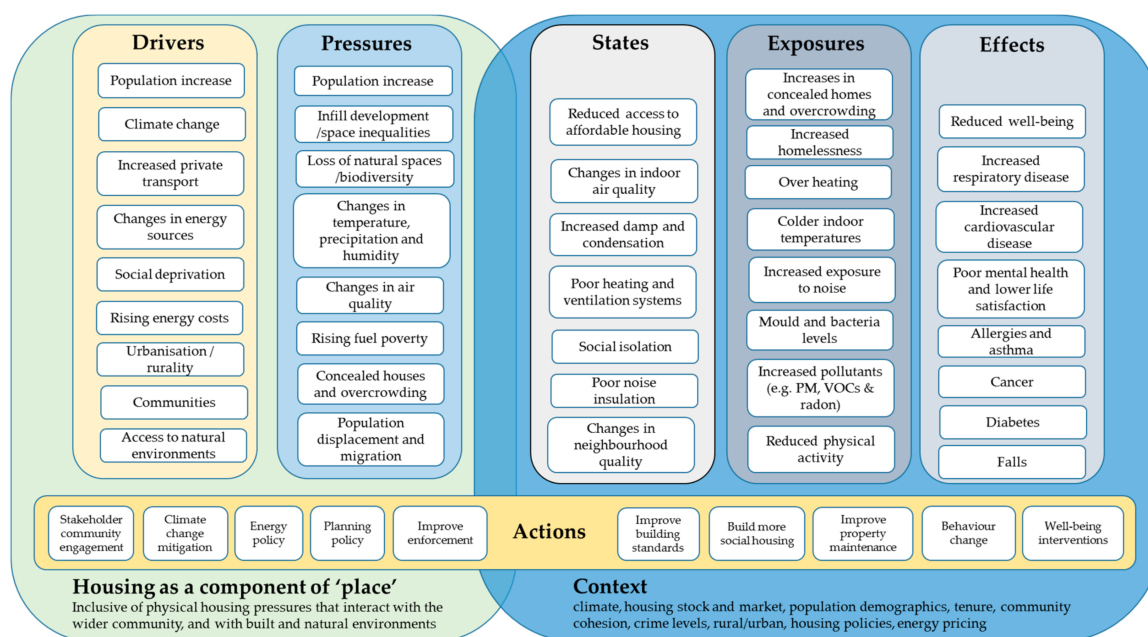 Drivers
Population increase
Climate change
Increased private
transport
Changes in energy
sources
Social deprivation
Rising energy costs
Urbanisation /
rurality
Communities
Access to natural
environments
Pressures
Population increase
Infill development
/space inequalities
Loss of natural spaces
/biodiversity
Changes in
temperature,
precipitation and
humidity
Changes in air
quality
Rising fuel poverty
Concealed houses
and overcrowding
Population
displacement and
migration
States
Reduced access to
affordable housing
Changes in indoor
air quality
Increased damp and
condensation
Poor heating and
ventilation systems
Social isolation
Poor noise
insulation
Changes in
neighbourhood
quality
Exposures
Increases in
concealed homes
and overcrowding
Increased
homelessness
Over heating
Colder indoor
temperatures
Increased exposure
to noise
Mould and bacteria
levels
Increased pollutants
(e.g. PM, VOCs &
radon)
Reduced physical
activity
Effects
Reduced well-being
Increased
respiratory disease
Increased
cardiovascular
disease
Poor mental health
and lower life
satisfaction
Allergies and
asthma
Cancer
Diabetes
Falls
Stakeholder
community
engagement
Climate
change
mitigation
Energy
policy
Planning
policy
Improve
enforcement
Actions
Improve
building
standards
Build more
social housing
Improve
property
maintenance
Behaviour
change
Well-being
interventions
Housing as a component of ‘place’
Inclusive of physical housing pressures that interact with the
wider community, and with built and natural environments
Context
climate, housing stock and market, population demographics, tenure, community
cohesion, crime levels, rural/urban, housing policies, energy pricing